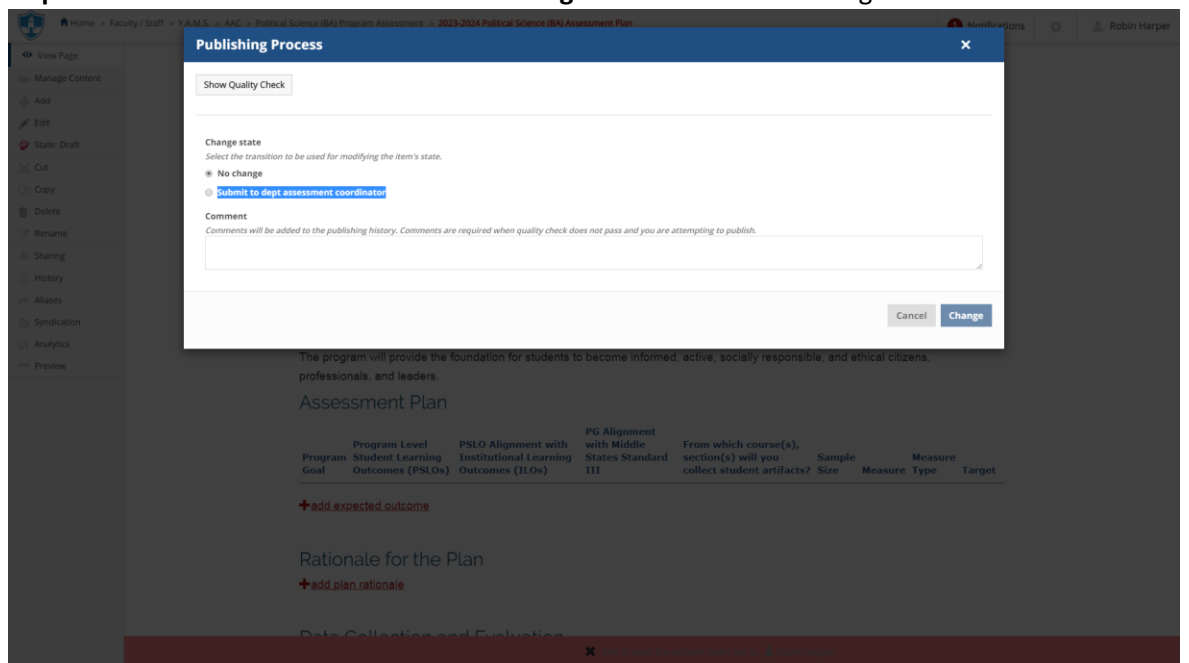 Home > Faculty / Staff > Y.A.M.S. > AAC > Political Science (BA) Program Assessment > 2023-2024 Political Science (BA) Assessment Plan
Notifications
Robin Harper
View Page
Manage Content
Add
Edit
State: Draft
Cut
Copy
Delete
Rename
Sharing
History
Aliases
Syndication
Analytics
Preview
Publishing Process
Show Quality Check
Change state
Select the transition to be used for modifying the item's state.
No change
Submit to dept assessment coordinator
Comment
Comments will be added to the publishing history. Comments are required when quality check does not pass and you are attempting to publish.
Cancel Change
The program will provide the foundation for students to become informed, active, socially responsible, and ethical citizens,
professionals, and leaders.
Assessment Plan
Program Goal
Program Level Student Learning Outcomes (PSLOs)
PSLO Alignment with Institutional Learning Outcomes (ILOs)
PG Alignment with Middle States Standard III
From which course(s), section(s) will you collect student artifacts?
Sample Size
Measure
Measure Type
Target
add expected outcome
Rationale for the Plan
add plan rationale
Data Collection and Evaluation